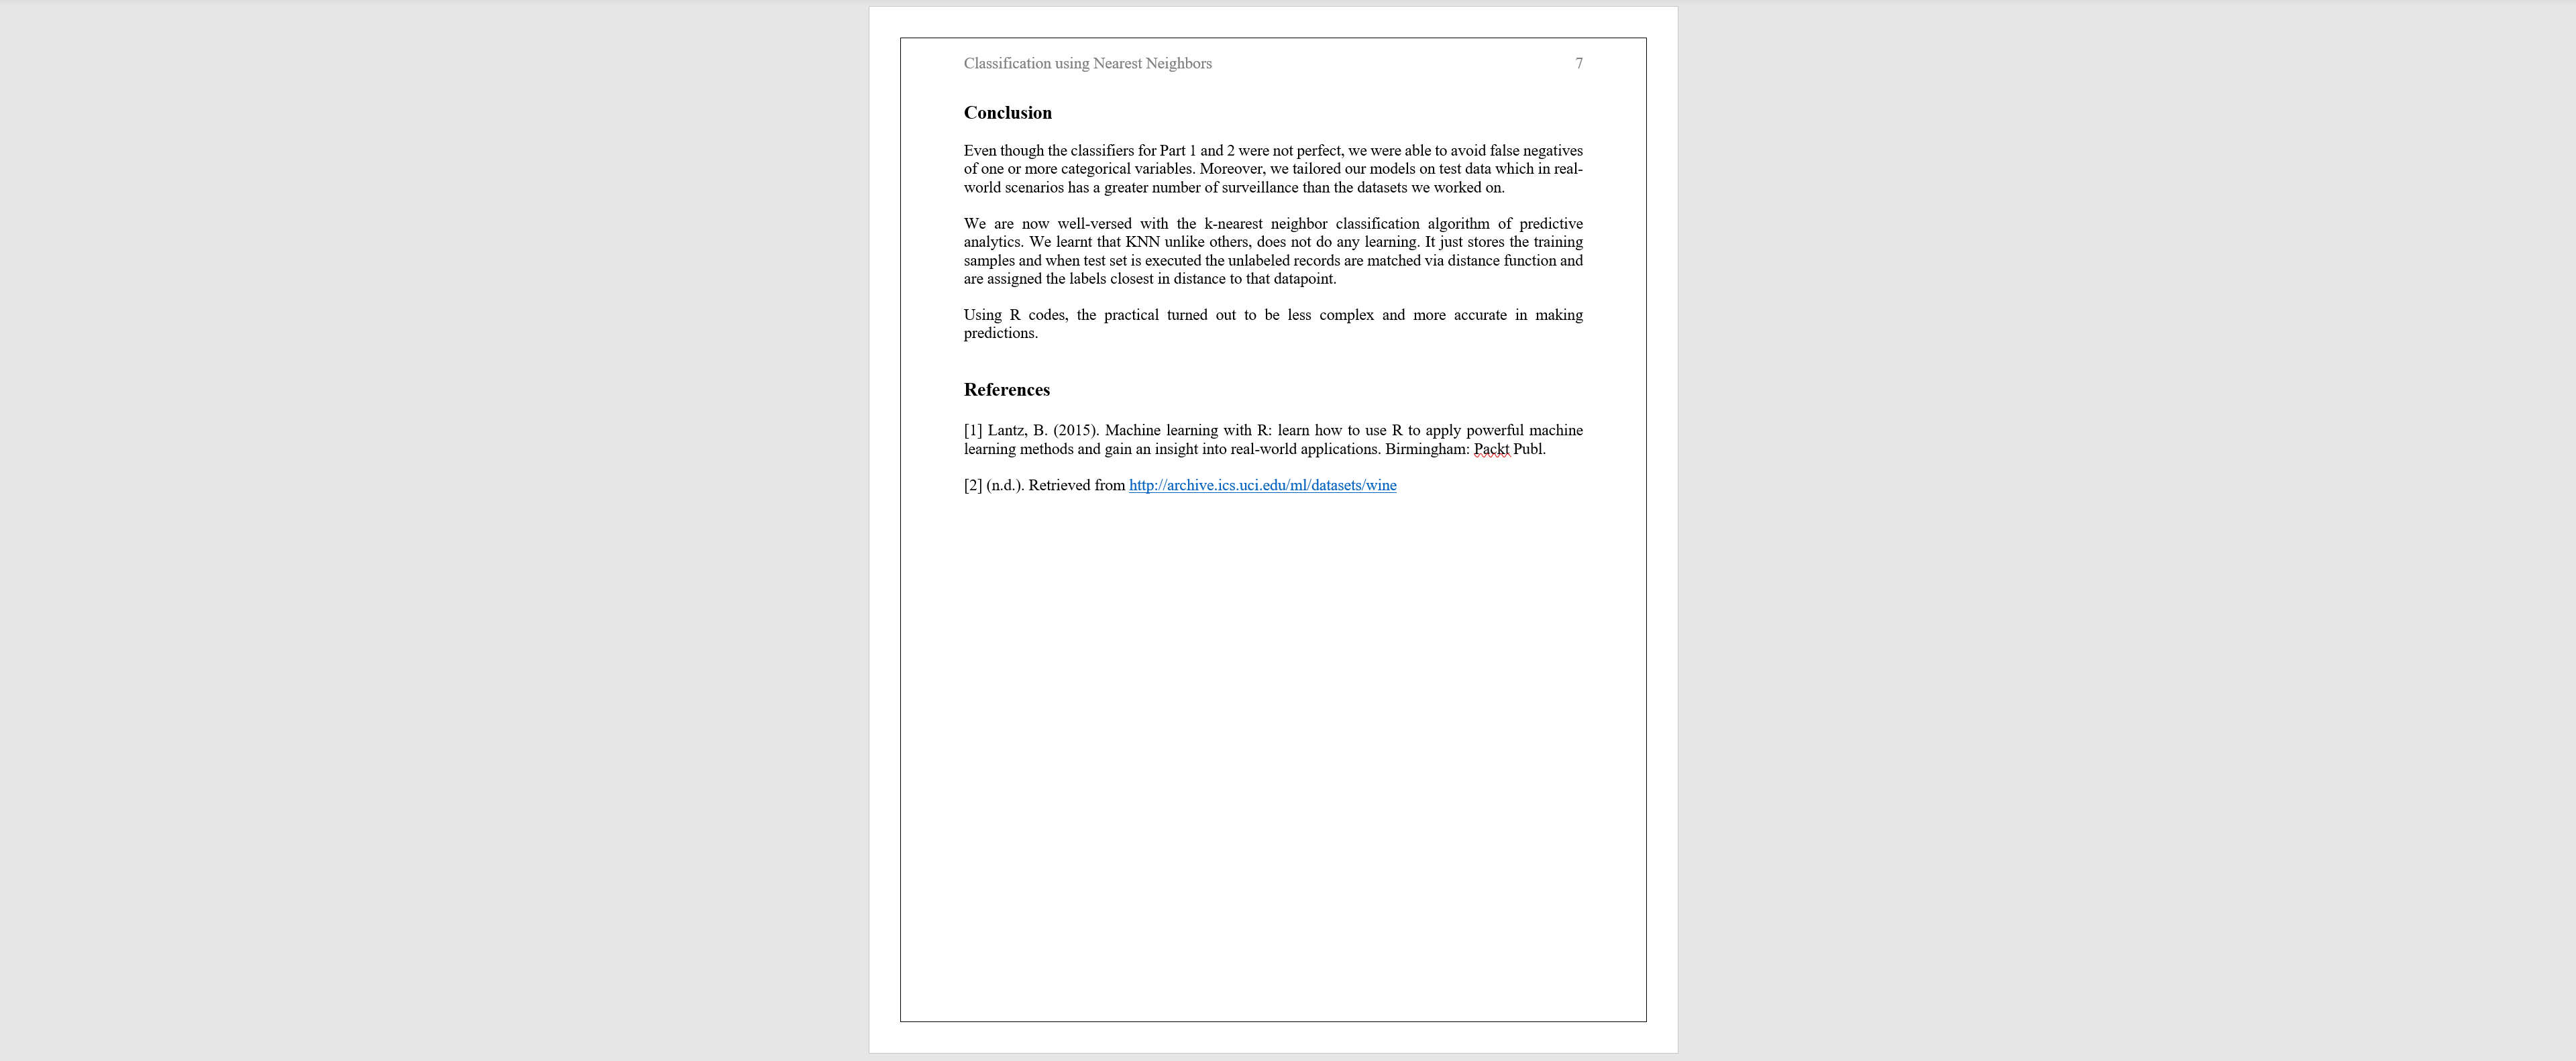 Classification using Nearest Neighbors 7
Conclusion
Even though the classifiers for Part 1 and 2 were not perfect, we were able to avoid false negatives
of one or more categorical variables. Moreover, we tailored our models on test data which in real-
world scenarios has a greater number of surveillance than the datasets we worked on.
We are now well-versed with the k-nearest neighbor classification algorithm of predictive
analytics. We learnt that KNN unlike others, does not do any learning. It just stores the training
samples and when test set is executed the unlabeled records are matched via distance function and
are assigned the labels closest in distance to that datapoint.
Using R codes, the practical turned out to be less complex and more accurate in making
predictions.
References
[1] Lantz, B. (2015). Machine learning with R: learn how to use R to apply powerful machine
learning methods and gain an insight into real-world applications. Birmingham: Packt Publ.
[2] (n.d.). Retrieved from http://archive.ics.uci.edu/ml/datasets/wine